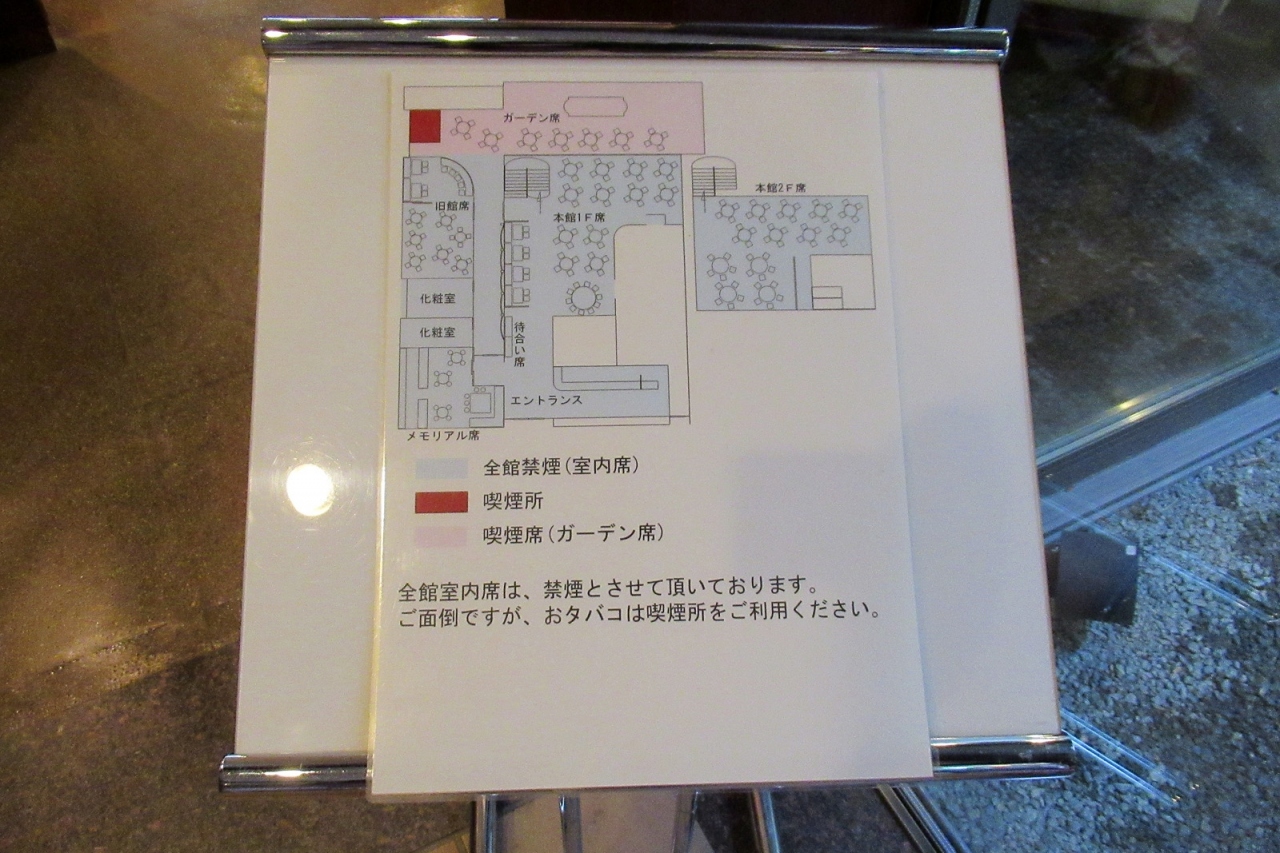 ガーデン席
本館2F席
旧館席
本館1F席
化粧室
化粧室
待合い席
エントランス
メモリアル席
全館禁煙(室内席)
喫煙所
喫煙席(ガーデン席)
全館室内席は、禁煙とさせて頂いております。
ご面倒ですが、おタバコは喫煙所をご利用ください。